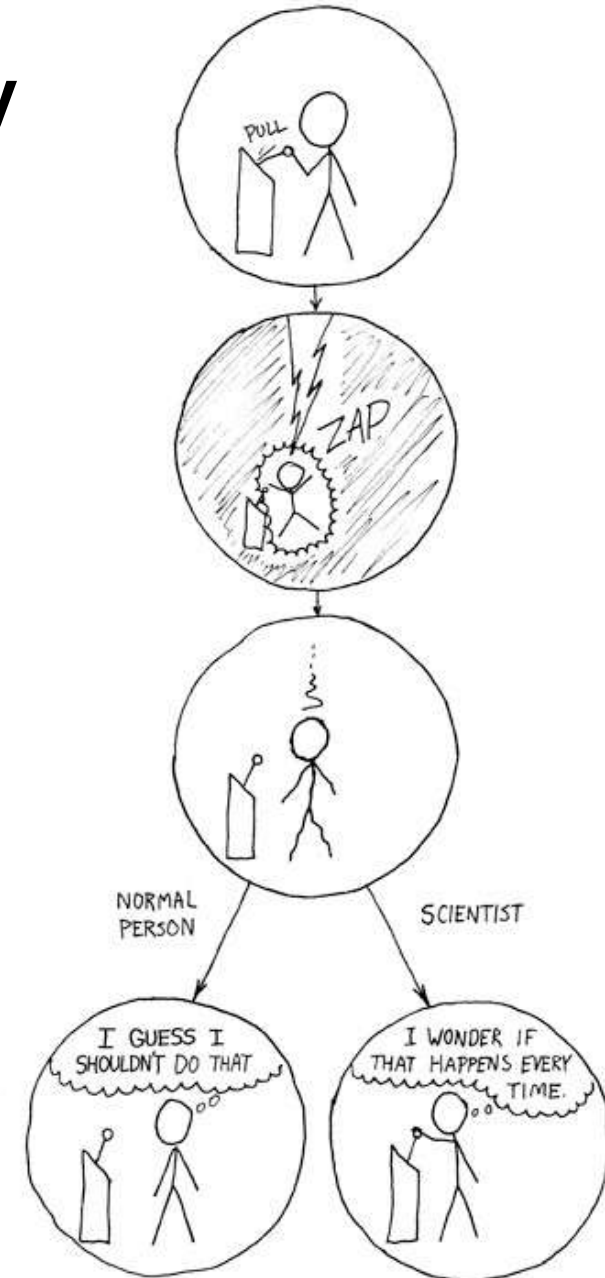 y
PULL
ZAP
NORMAL
PERSON
SCIENTIST
I GUESS I
SHOULDN'T DO THAT
I WONDER IF
THAT HAPPENS EVERY
TIME.